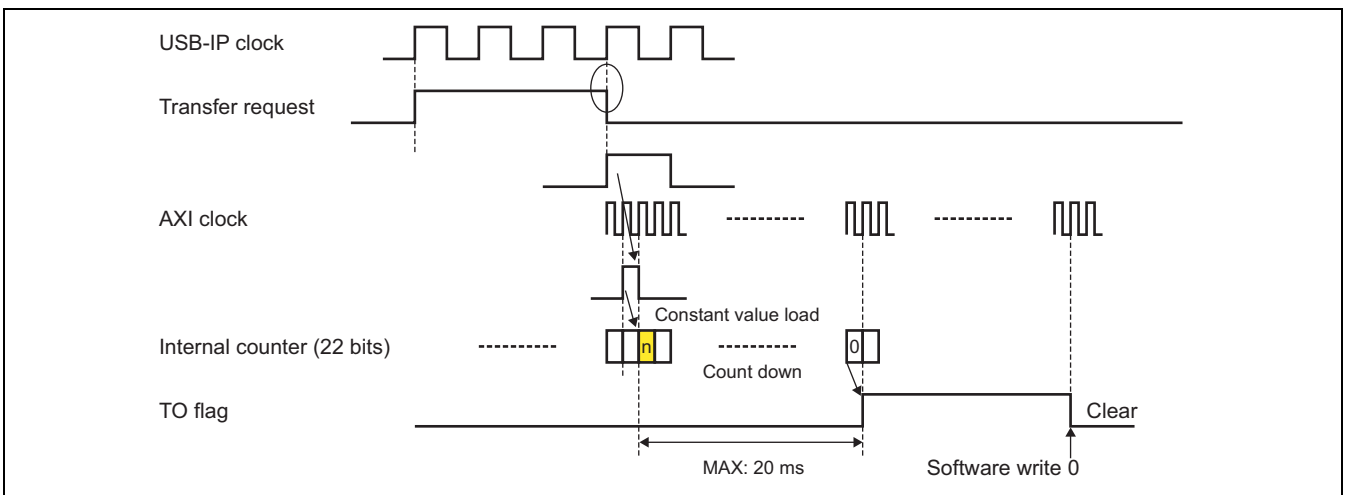 USB-IP clock
Transfer request
AXI clock
Constant value load
Internal counter (22 bits)
n
0
Count down
TO flag
Clear
MAX: 20 ms
Software write 0